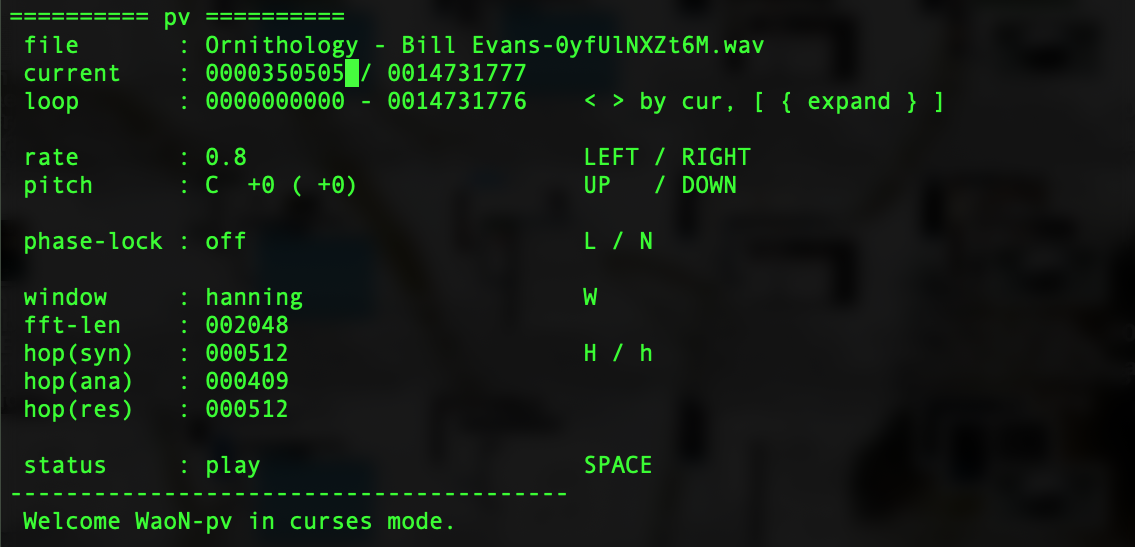 ========== pv ==========
file : Ornithology - Bill Evans-0yfUlNXZt6M.wav
current : 0000350505 / 0014731777
loop : 0000000000 - 0014731776 < > by cur, [ { expand } ]
rate : 0.8 LEFT / RIGHT
pitch : C +0 ( +0) UP / DOWN
phase-lock : off L / N
window : hanning W
fft-len : 002048
hop(syn) : 000512 H / h
hop(ana) : 000409
hop(res) : 000512
status : play SPACE
-----------------------------------------
Welcome WaoN-pv in curses mode.